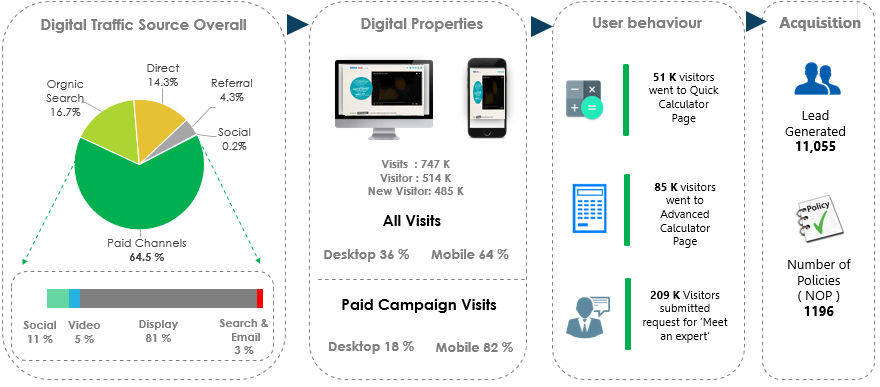 Digital Traffic Source Overall
Direct
14.3%
Orgnic
Search
16.7%
Referral
4.3%
Social
0.2%
Paid Channels
64.5 %
Social
11 %
Video
5 %
Display
81 %
Search &
Email
3 %
Digital Properties
Visits : 747 K
Visitor : 514 K
New Visitor: 485 K
All Visits
Desktop 36 % Mobile 64 %
Paid Campaign Visits
Desktop 18 % Mobile 82 %
User behaviour
51 K visitors
went to Quick
Calculator
Page
85 K visitors
went to
Advanced
Calculator
Page
209 K Visitors
submitted
request for 'Meet
an expert'
Acquisition
Lead
Generated
11,055
Policy
Number of
Policies
( NOP )
1196